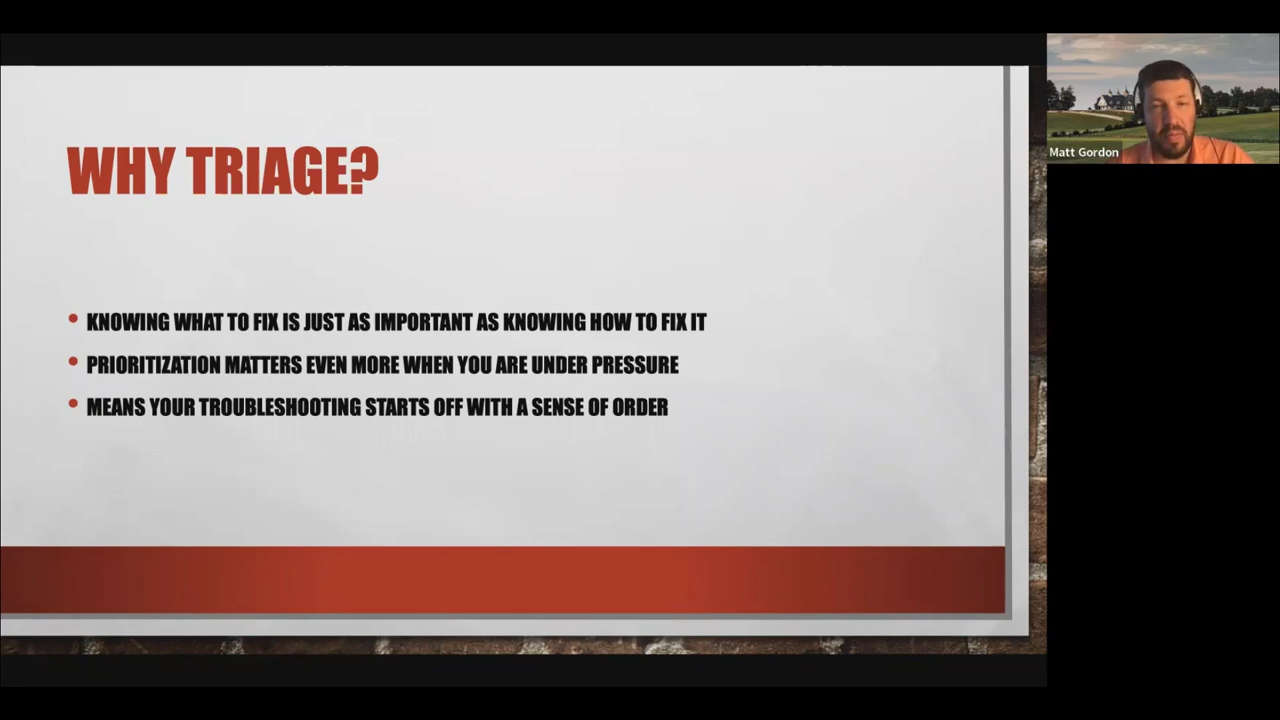 WHY TRIAGE?
KNOWING WHAT TO FIX IS JUST AS IMPORTANT AS KNOWING HOW TO FIX IT
PRIORITIZATION MATTERS EVEN MORE WHEN YOU ARE UNDER PRESSURE
MEANS YOUR TROUBLESHOOTING STARTS OFF WITH A SENSE OF ORDER
Matt Gordon